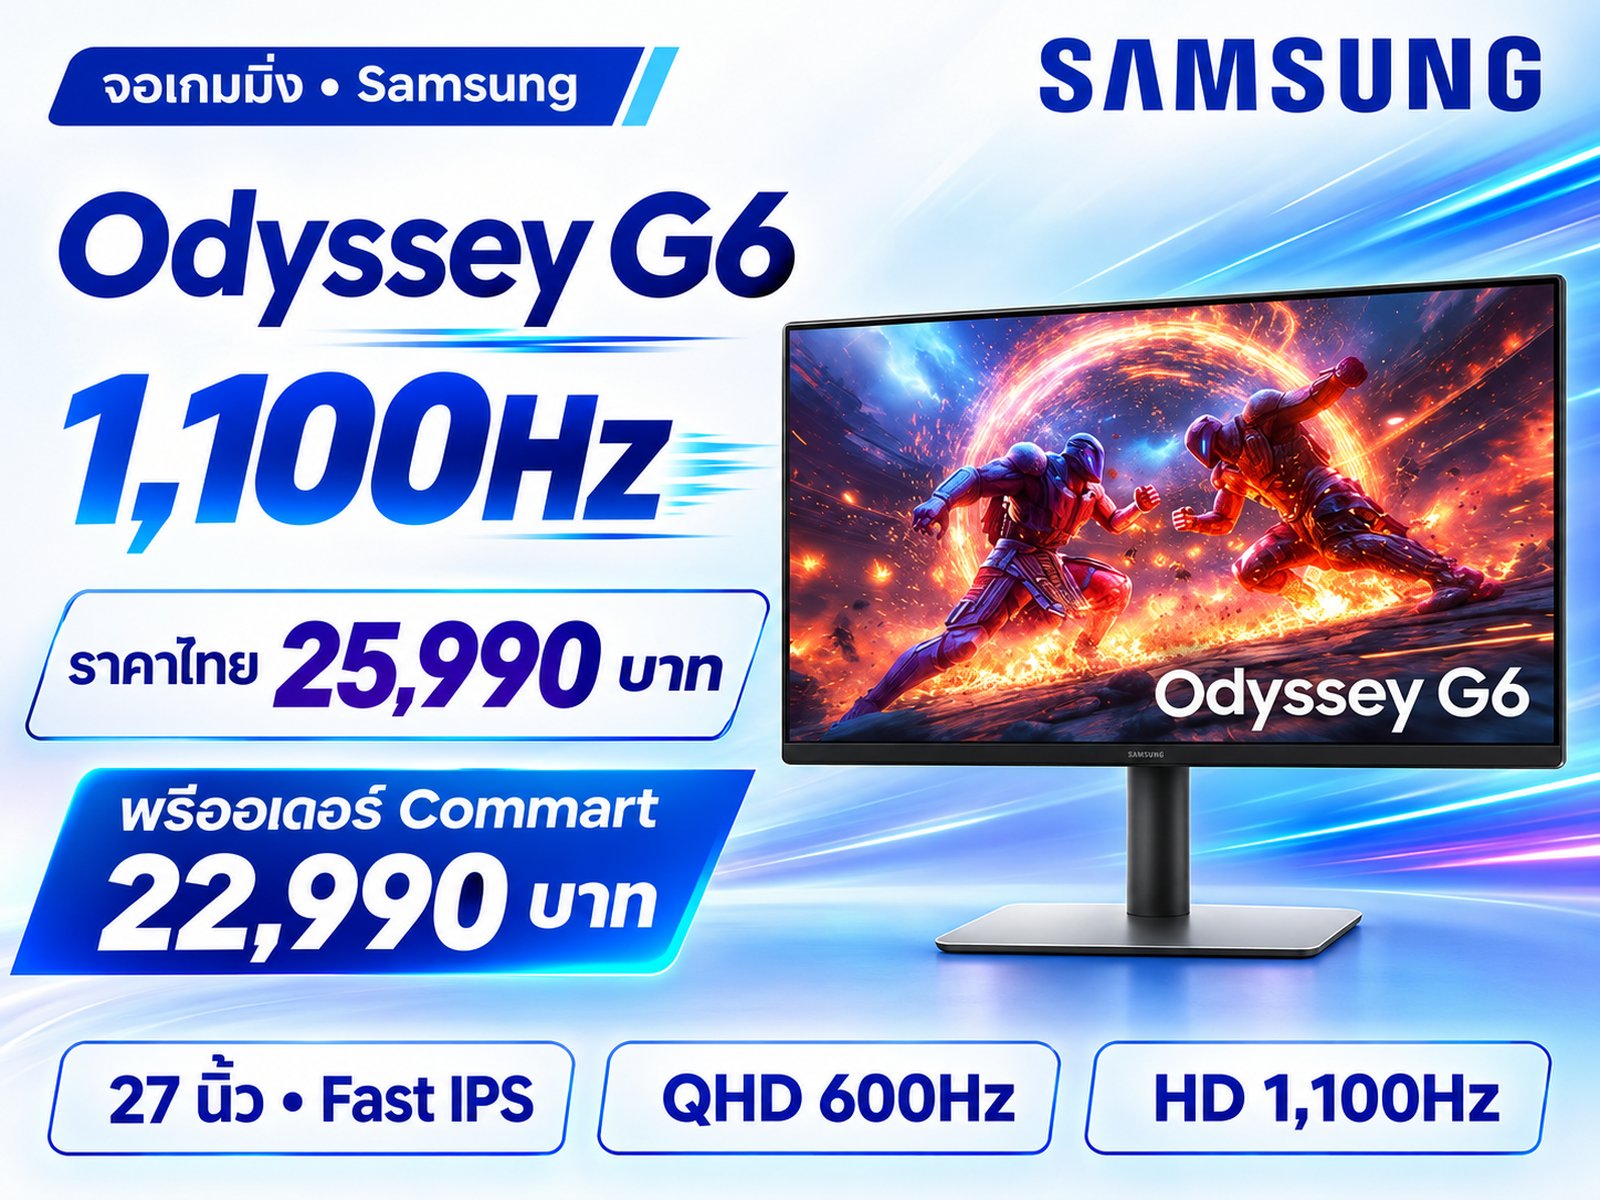 จอเกมมิ่ง • Samsung
SAMSUNG
Odyssey G6
1,100Hz
ราคาไทย 25,990 บาท
พรีออเดอร์ Commart
22,990 บาท
Odyssey G6
SAMSUNG
27 นิ้ว • Fast IPS
QHD 600Hz
HD 1,100Hz